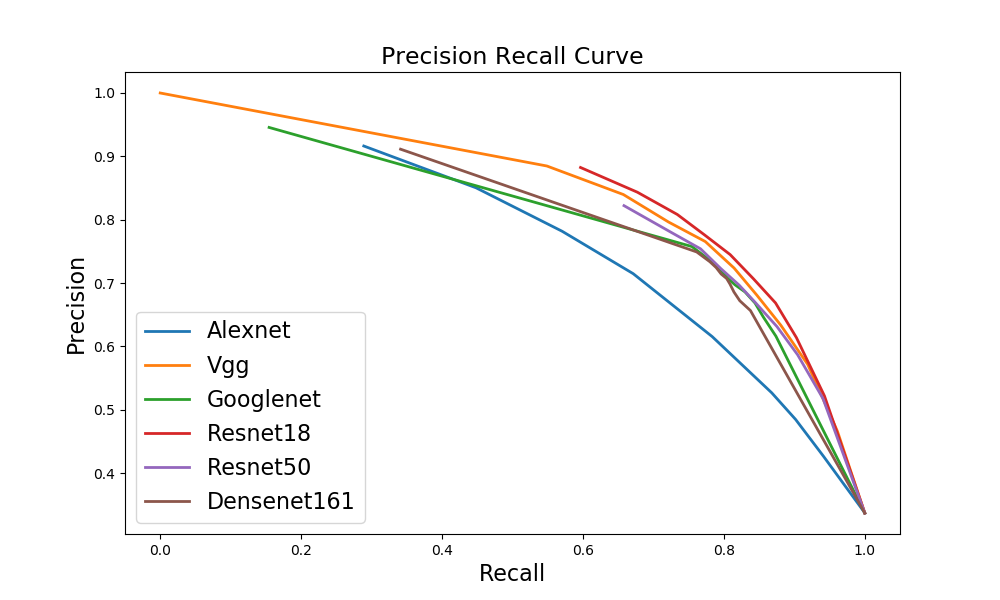 Precision Recall Curve
Precision
1.0
0.9
0.8
0.7
0.6
0.5
0.4
Alexnet
Vgg
Googlenet
Resnet18
Resnet50
Densenet161
0.0 0.2 0.4 0.6 0.8 1.0
Recall